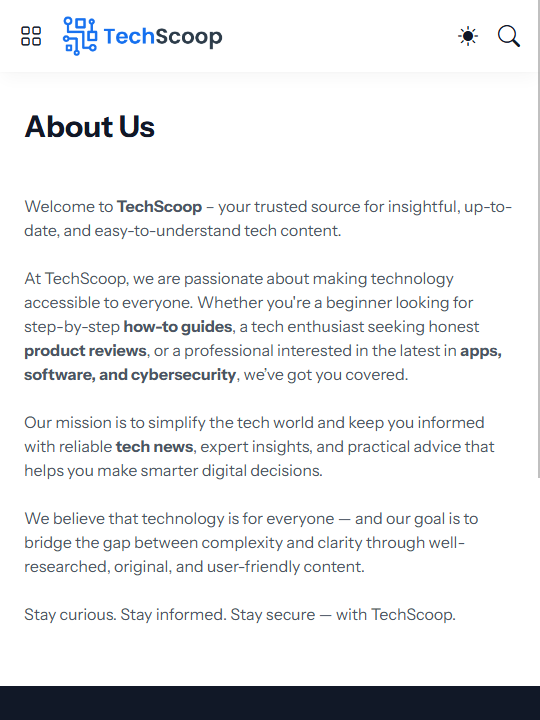 TechScoop
About Us
Welcome to TechScoop – your trusted source for insightful, up-to-
date, and easy-to-understand tech content.
At TechScoop, we are passionate about making technology
accessible to everyone. Whether you're a beginner looking for
step-by-step how-to guides, a tech enthusiast seeking honest
product reviews, or a professional interested in the latest in apps,
software, and cybersecurity, we've got you covered.
Our mission is to simplify the tech world and keep you informed
with reliable tech news, expert insights, and practical advice that
helps you make smarter digital decisions.
We believe that technology is for everyone — and our goal is to
bridge the gap between complexity and clarity through well-
researched, original, and user-friendly content.
Stay curious. Stay informed. Stay secure — with TechScoop.